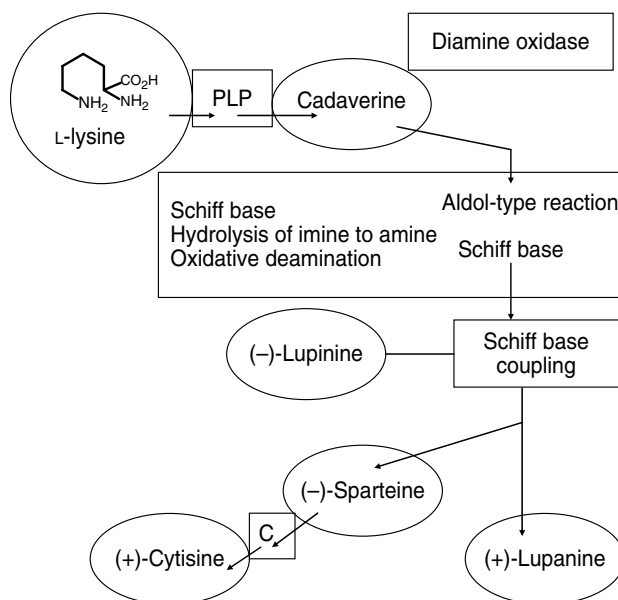 Diamine oxidase
CO₂H
NH₂ NH₂
L-lysine
PLP
Cadaverine
Schiff base
Hydrolysis of imine to amine
Oxidative deamination
Aldol-type reaction
Schiff base
(–)-Lupinine
Schiff base
coupling
(–)-Sparteine
C
(+)-Cytisine
(+)-Lupanine